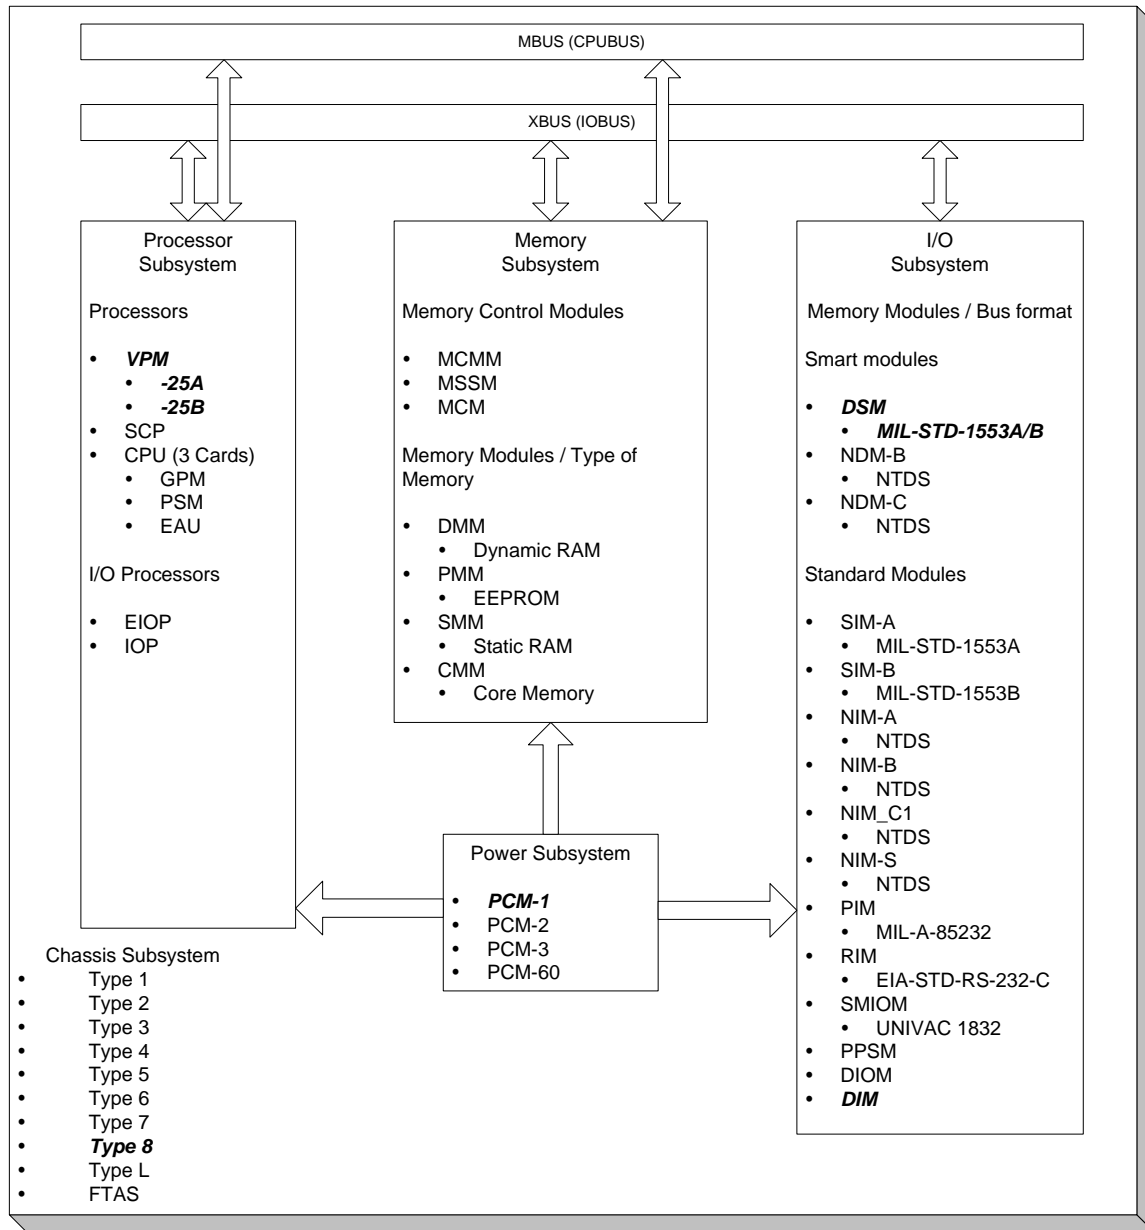 MBUS (CPUBUS)
XBUS (IOBUS)
Processor
Subsystem
Processors
• VPM
• -25A
• -25B
• SCP
• CPU (3 Cards)
• GPM
• PSM
• EAU
I/O Processors
• EIOP
• IOP
Memory
Subsystem
Memory Control Modules
• MCMM
• MSSM
• MCM
Memory Modules / Type of
Memory
• DMM
• Dynamic RAM
• PMM
• EEPROM
• SMM
• Static RAM
• CMM
• Core Memory
I/O
Subsystem
Memory Modules / Bus format
Smart modules
• DSM
• MIL-STD-1553A/B
• NDM-B
• NTDS
• NDM-C
• NTDS
Standard Modules
• SIM-A
• MIL-STD-1553A
• SIM-B
• MIL-STD-1553B
• NIM-A
• NTDS
• NIM-B
• NTDS
• NIM_C1
• NTDS
• NIM-S
• NTDS
• PIM
• MIL-A-85232
• RIM
• EIA-STD-RS-232-C
• SMIOM
• UNIVAC 1832
• PPSM
• DIOM
• DIM
Power Subsystem
• PCM-1
• PCM-2
• PCM-3
• PCM-60
Chassis Subsystem
• Type 1
• Type 2
• Type 3
• Type 4
• Type 5
• Type 6
• Type 7
• Type 8
• Type L
• FTAS